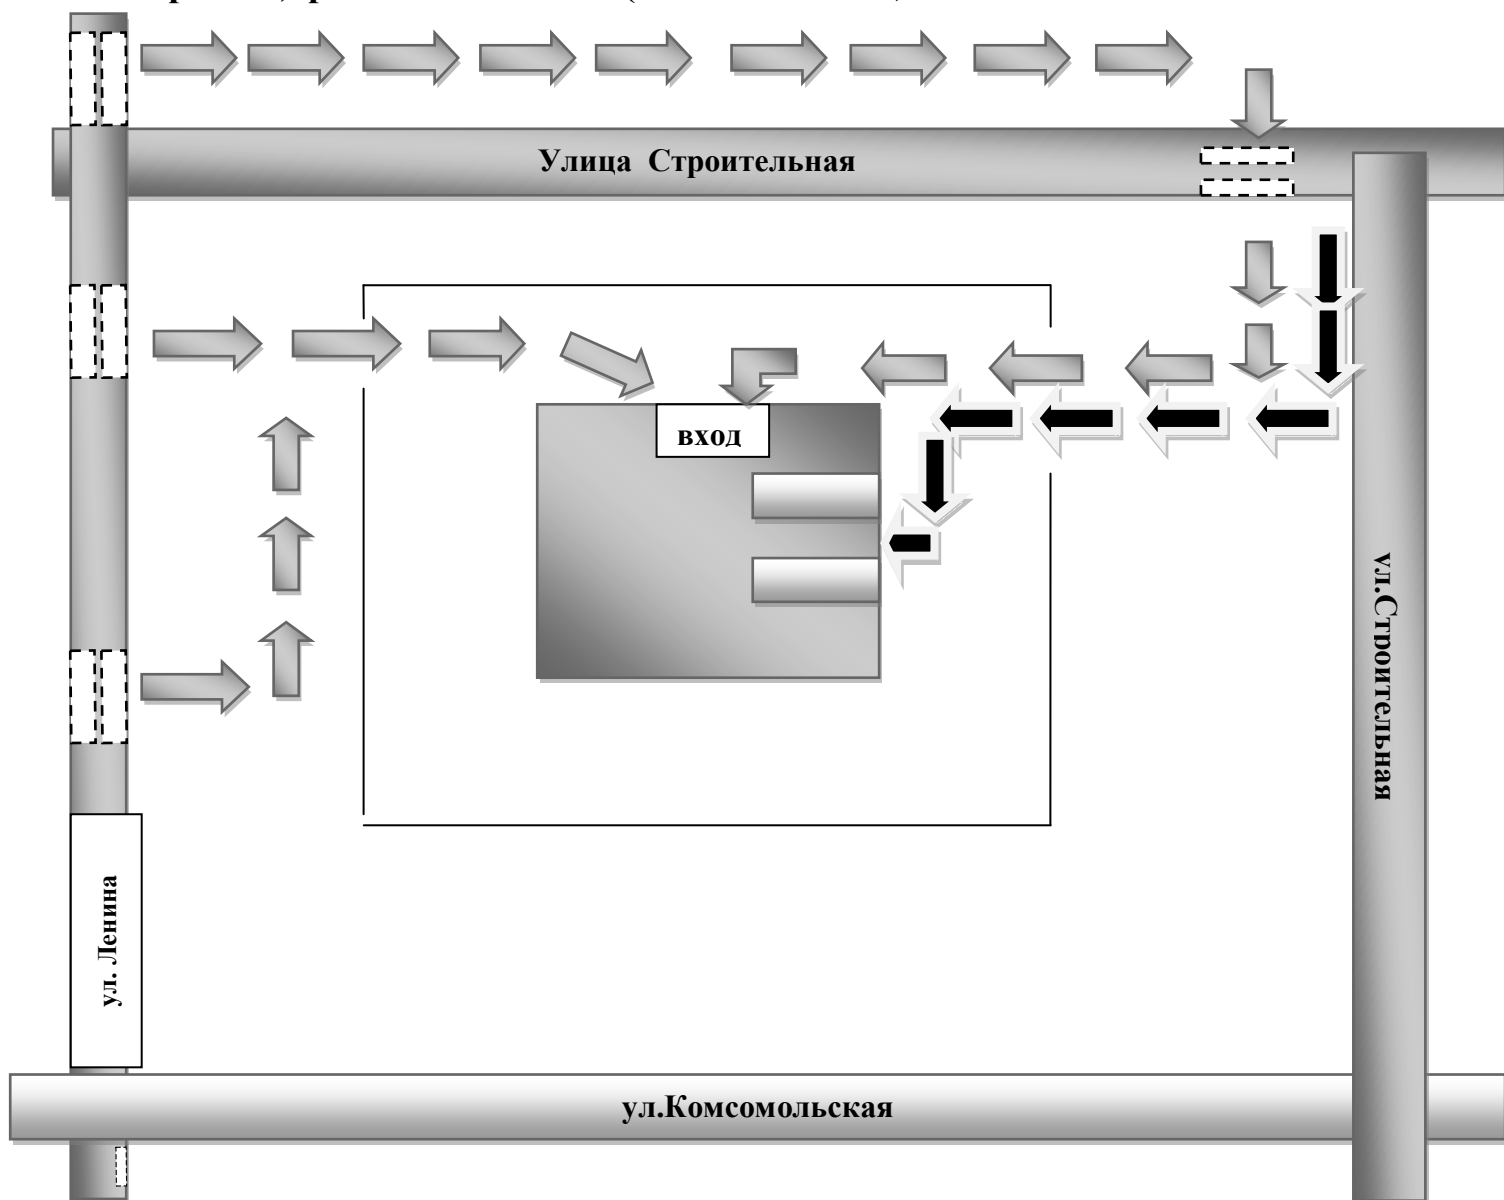 Улица Строительная
вход
ул.Строительная
ул. Ленина
ул.Комсомольская